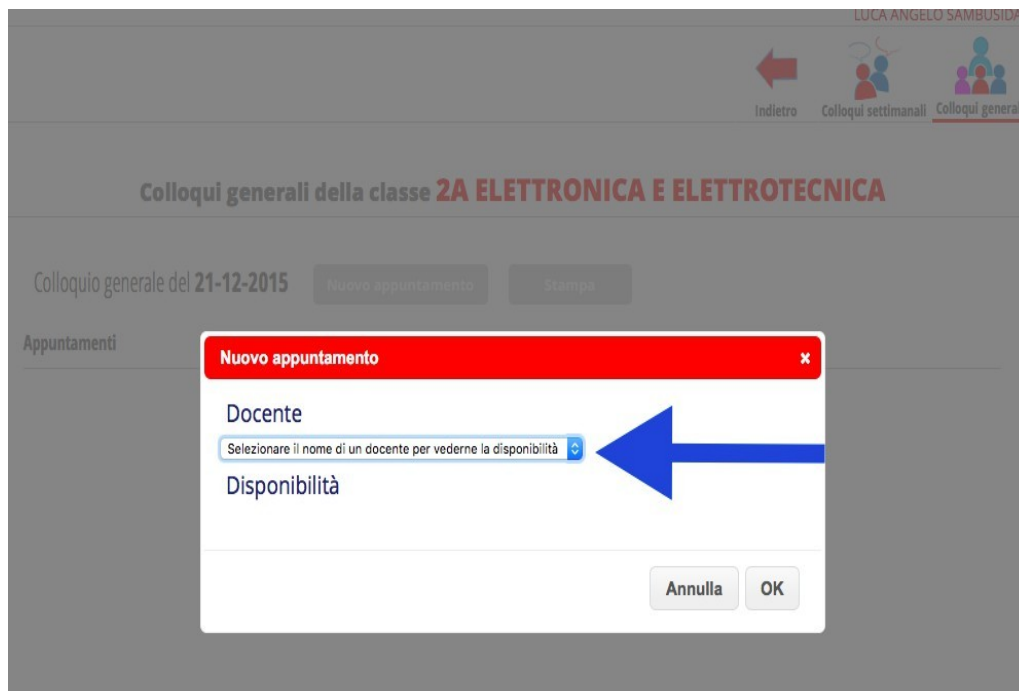 LUCA ANGELO SAMBUSIDA
Indietro
Colloqui settimanali
Colloqui general
Colloqui generali della classe 2A ELETTRONICA E ELETTROTECNICA
Colloquio generale del 21-12-2015
Nuovo appuntamento
Stampa
Appuntamenti
Nuovo appuntamento
×
Docente
Selezionare il nome di un docente per vederne la disponibilità
Disponibilità
Annulla
OK